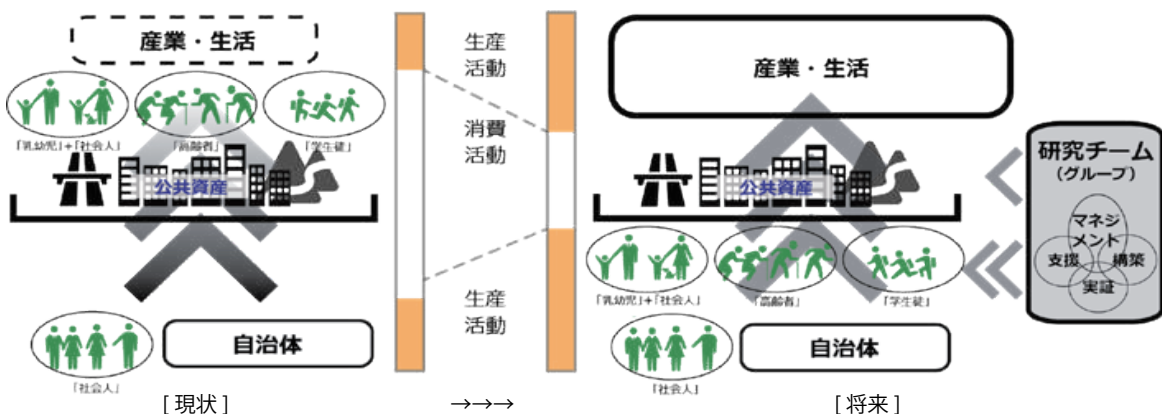 産業・生活
「乳幼児」+「社会人」
「高齢者」
「学生徒」
公共資産
「社会人」
自治体
[ 現状 ]
生産
活動
消費
活動
生産
活動
→→→
産業・生活
公共資産
「乳幼児」+「社会人」
「高齢者」
「学生徒」
「社会人」
自治体
[ 将来 ]
研究チーム
(グループ)
マネジ
メント
支援
構築
実証